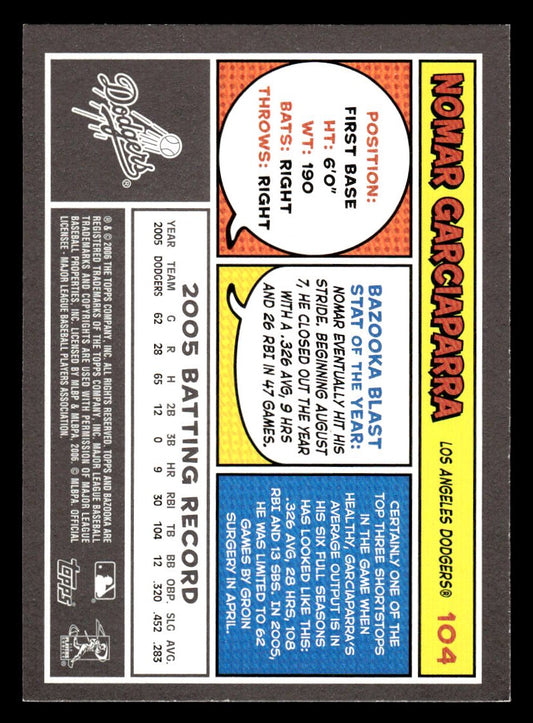 NOMAR GARCIAPARRA
LOS ANGELES DODGERS®
104
POSITION:
FIRST BASE
HT: 6'0"
WT: 190
BATS: RIGHT
THROWS: RIGHT
BAZOOKA BLAST
STAT OF THE YEAR:
NOMAR EVENTUALLY HIT HIS
STRIDE. BEGINNING AUGUST
7, HE CLOSED OUT THE YEAR
WITH A .326 AVG, 9 HRS
AND 26 RBI IN 47 GAMES.
CERTAINLY ONE OF THE
TOP THREE SHORTSTOPS
IN THE GAME WHEN
HEALTHY, GARCIAPARRA'S
AVERAGE OUTPUT IS IN
HIS SIX FULL SEASONS
HAS LOOKED LIKE THIS:
.326 AVG, 28 HRS, 108
RBI AND 13 SBS. IN 2005,
HE WAS LIMITED TO 62
GAMES BY GROIN
SURGERY IN APRIL.
Dodgers®
2005 BATTING RECORD
YEAR TEAM G R H 2B 3B HR RBI TB BB OBP. SLG AVG.
2005 DODGERS 62 28 65 12 0 9 30 104 12 .320 .452 .283
® & © 2006 THE TOPPS COMPANY, INC. ALL RIGHTS RESERVED. TOPPS AND BAZOOKA ARE
REGISTERED TRADEMARKS OF THE TOPPS COMPANY, INC. MAJOR LEAGUE BASEBALL
TRADEMARKS AND COPYRIGHTS ARE USED WITH PERMISSION OF MAJOR LEAGUE
BASEBALL PROPERTIES, INC. LICENSED BY MLBP & MLBPA, 2006. © MLBPA. OFFICIAL
LICENSEE - MAJOR LEAGUE BASEBALL PLAYERS ASSOCIATION.
topps